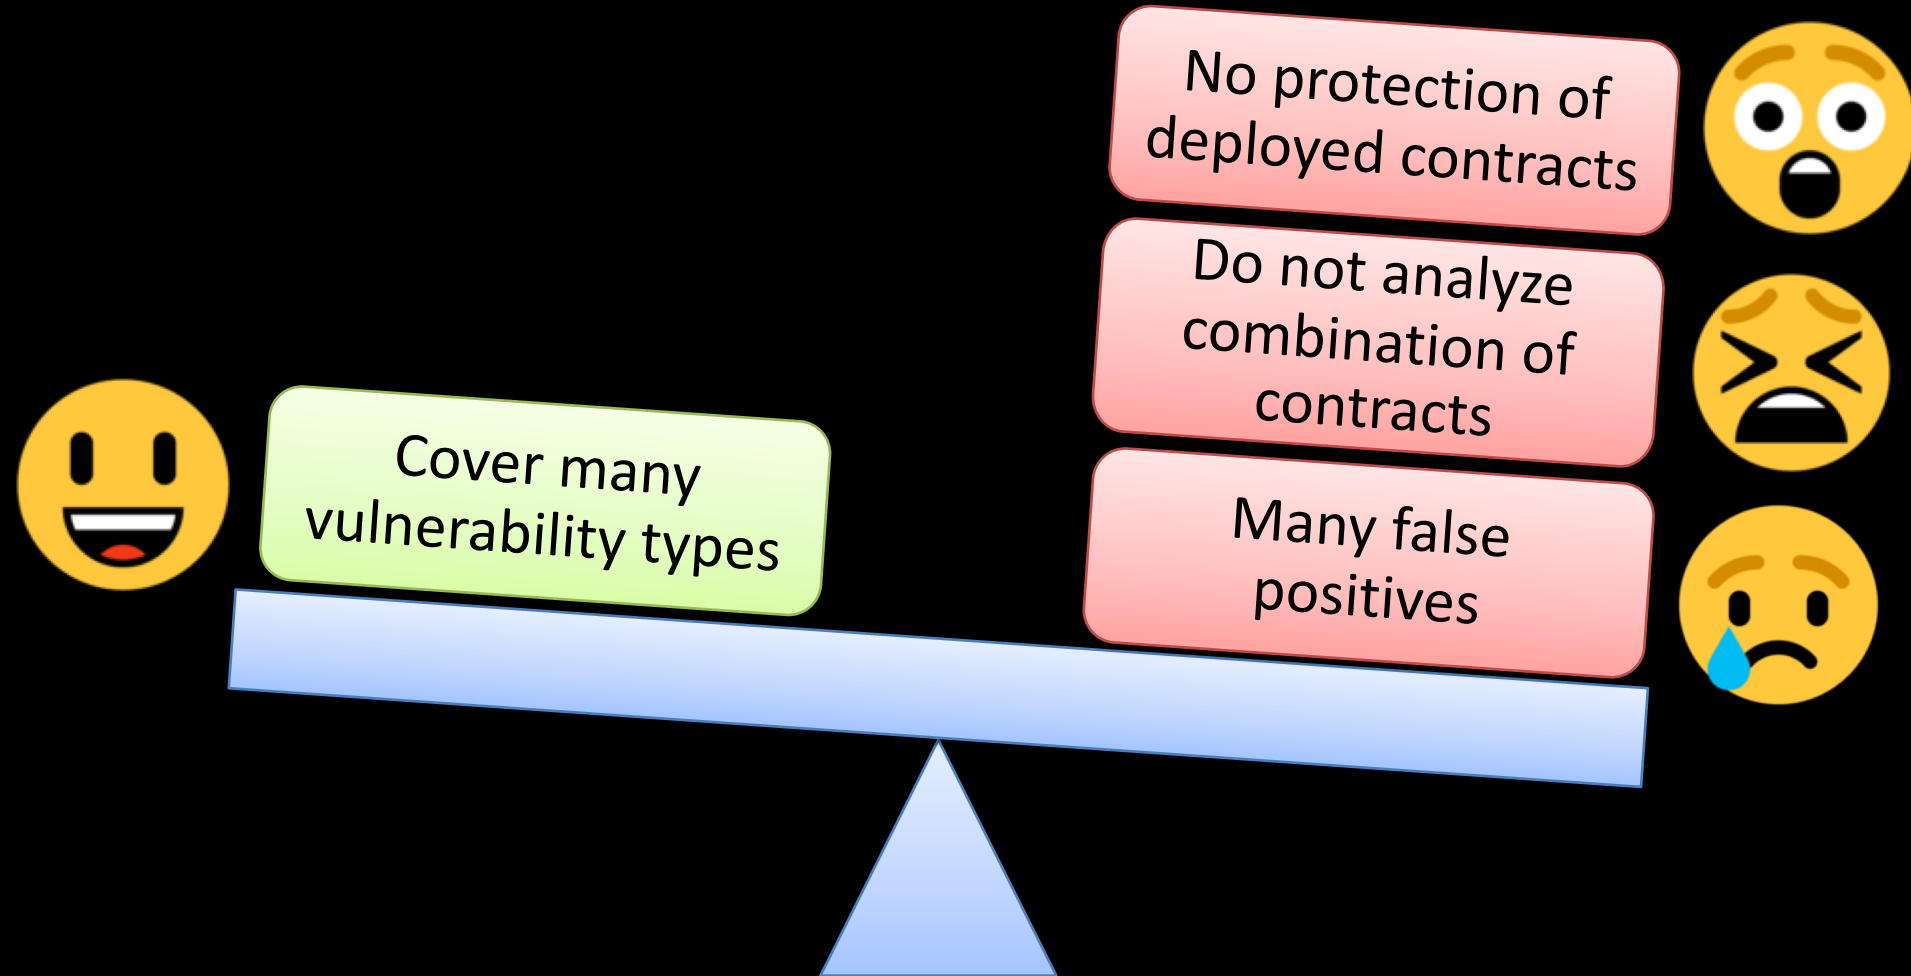 No protection of
deployed contracts
Do not analyze
combination of
contracts
Cover many
vulnerability types
Many false
positives